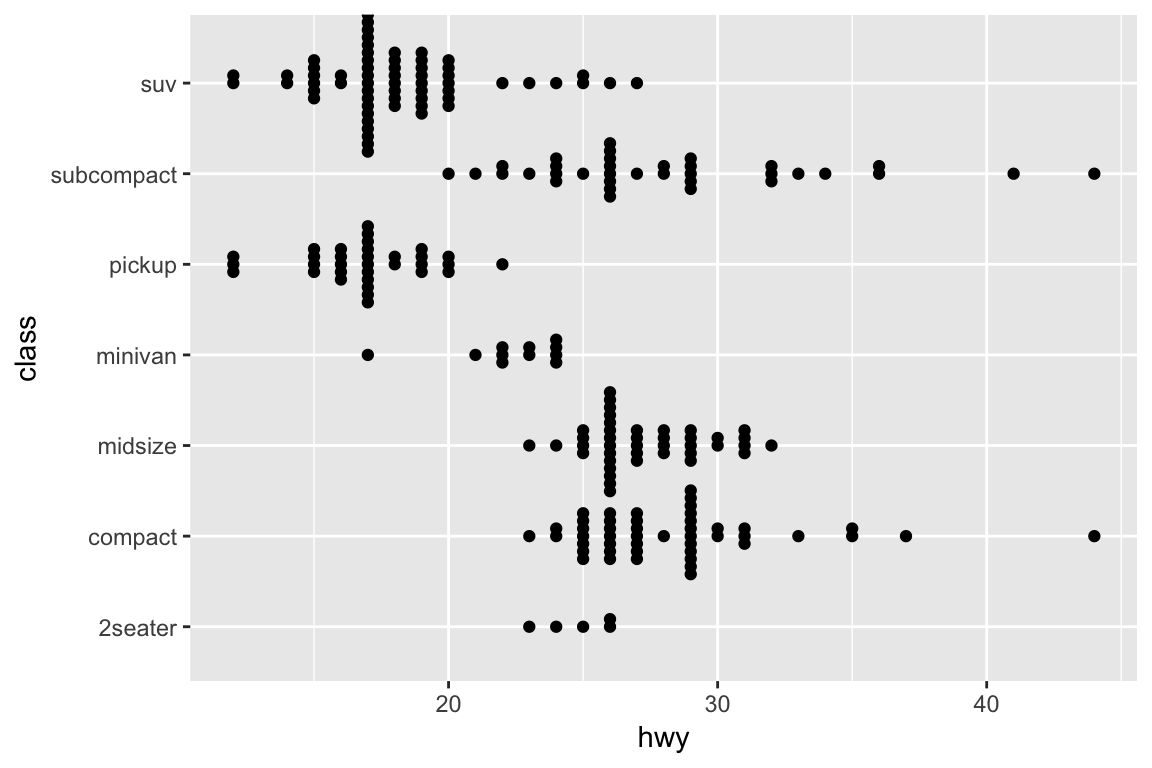 suv
subcompact
pickup
minivan
midsize
compact
2seater
class
20 30 40
hwy